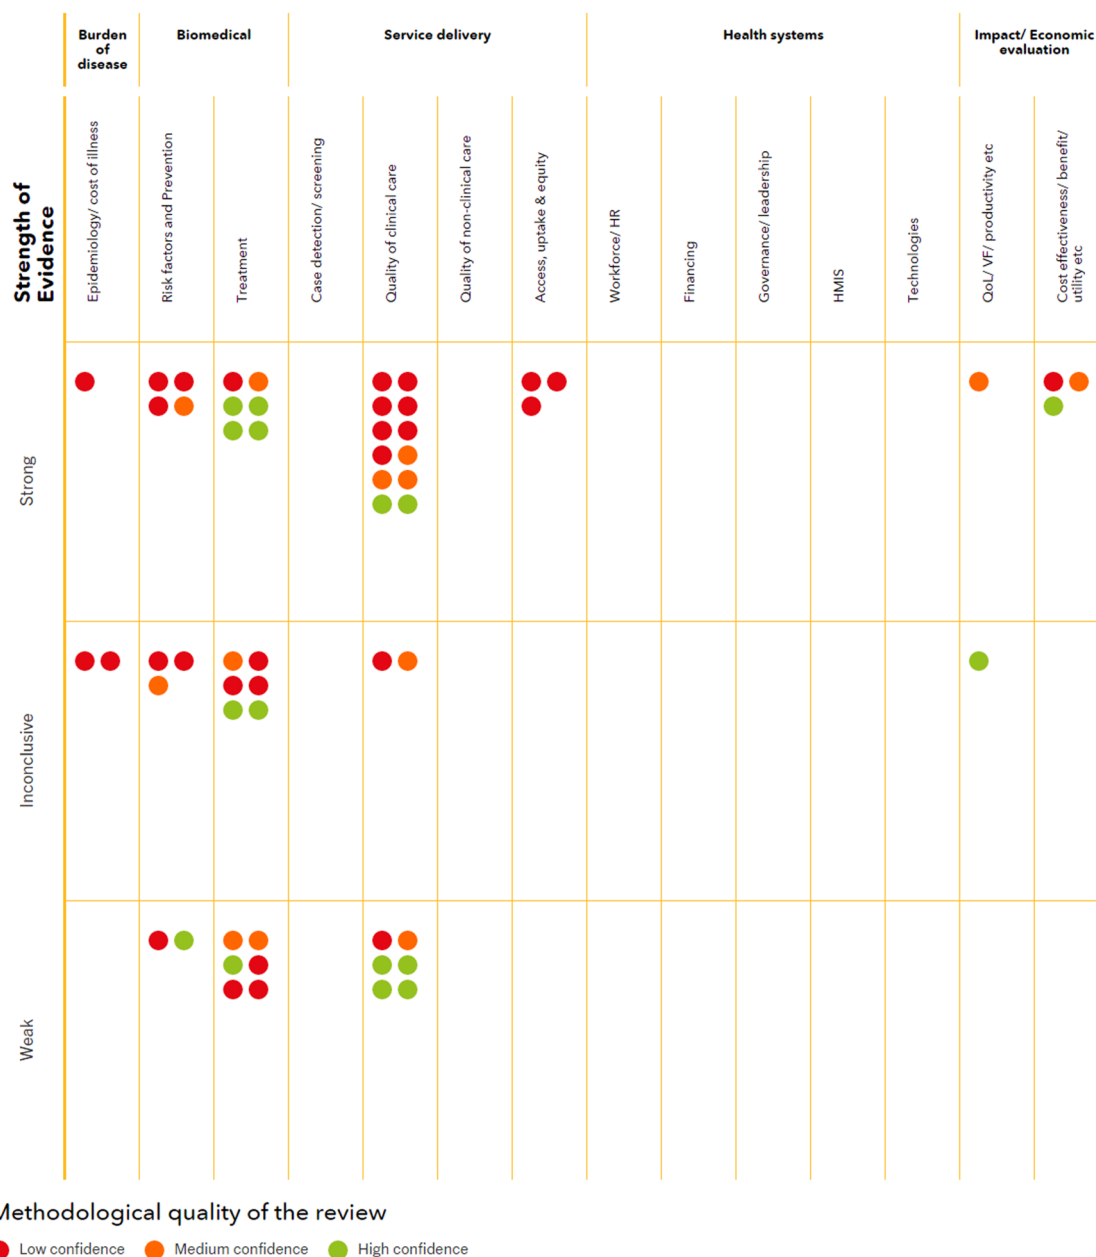 Burden
of
disease
Biomedical
Service delivery
Health systems
Impact/ Economic
evaluation
Strength of
Evidence
Epidemiology/ cost of illness
Risk factors and Prevention
Treatment
Case detection/ screening
Quality of clinical care
Quality of non-clinical care
Access, uptake & equity
Workforce/ HR
Financing
Governance/ leadership
HMIS
Technologies
QoL/ VF/ productivity etc
Cost effectiveness/ benefit/
utility etc
Strong
Inconclusive
Weak
Methodological quality of the review
Low confidence
Medium confidence
High confidence